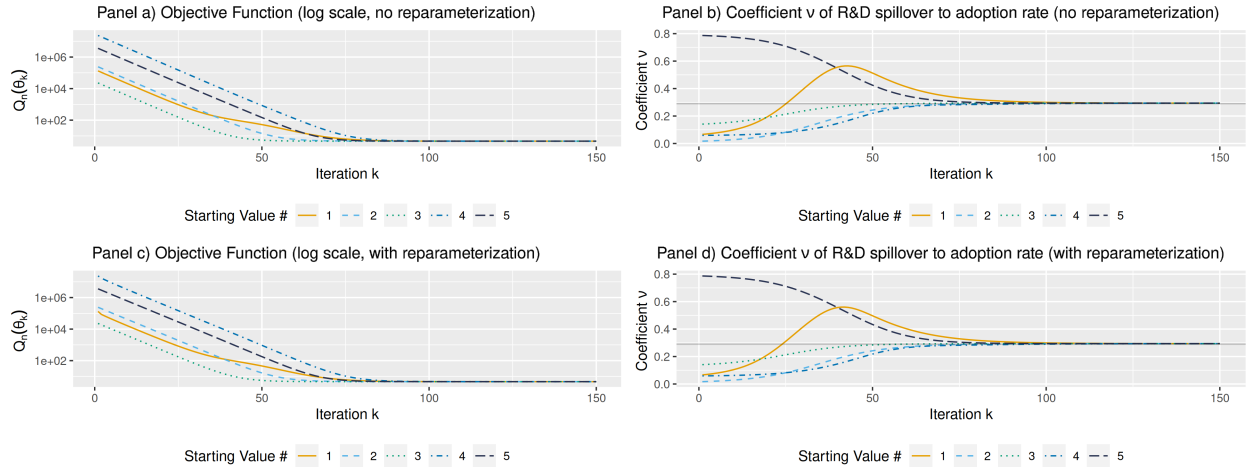 Panel a) Objective Function (log scale, no reparameterization)
Qn(θk)
1e+06
1e+04
1e+02
0 50 100 150
Iteration k
Starting Value # 1 2 3 4 5
Panel b) Coefficient ν of R&D spillover to adoption rate (no reparameterization)
Coefficient ν
0.8
0.6
0.4
0.2
0.0
0 50 100 150
Iteration k
Starting Value # 1 2 3 4 5
Panel c) Objective Function (log scale, with reparameterization)
Qn(θk)
1e+06
1e+04
1e+02
0 50 100 150
Iteration k
Starting Value # 1 2 3 4 5
Panel d) Coefficient ν of R&D spillover to adoption rate (with reparameterization)
Coefficient ν
0.8
0.6
0.4
0.2
0.0
0 50 100 150
Iteration k
Starting Value # 1 2 3 4 5